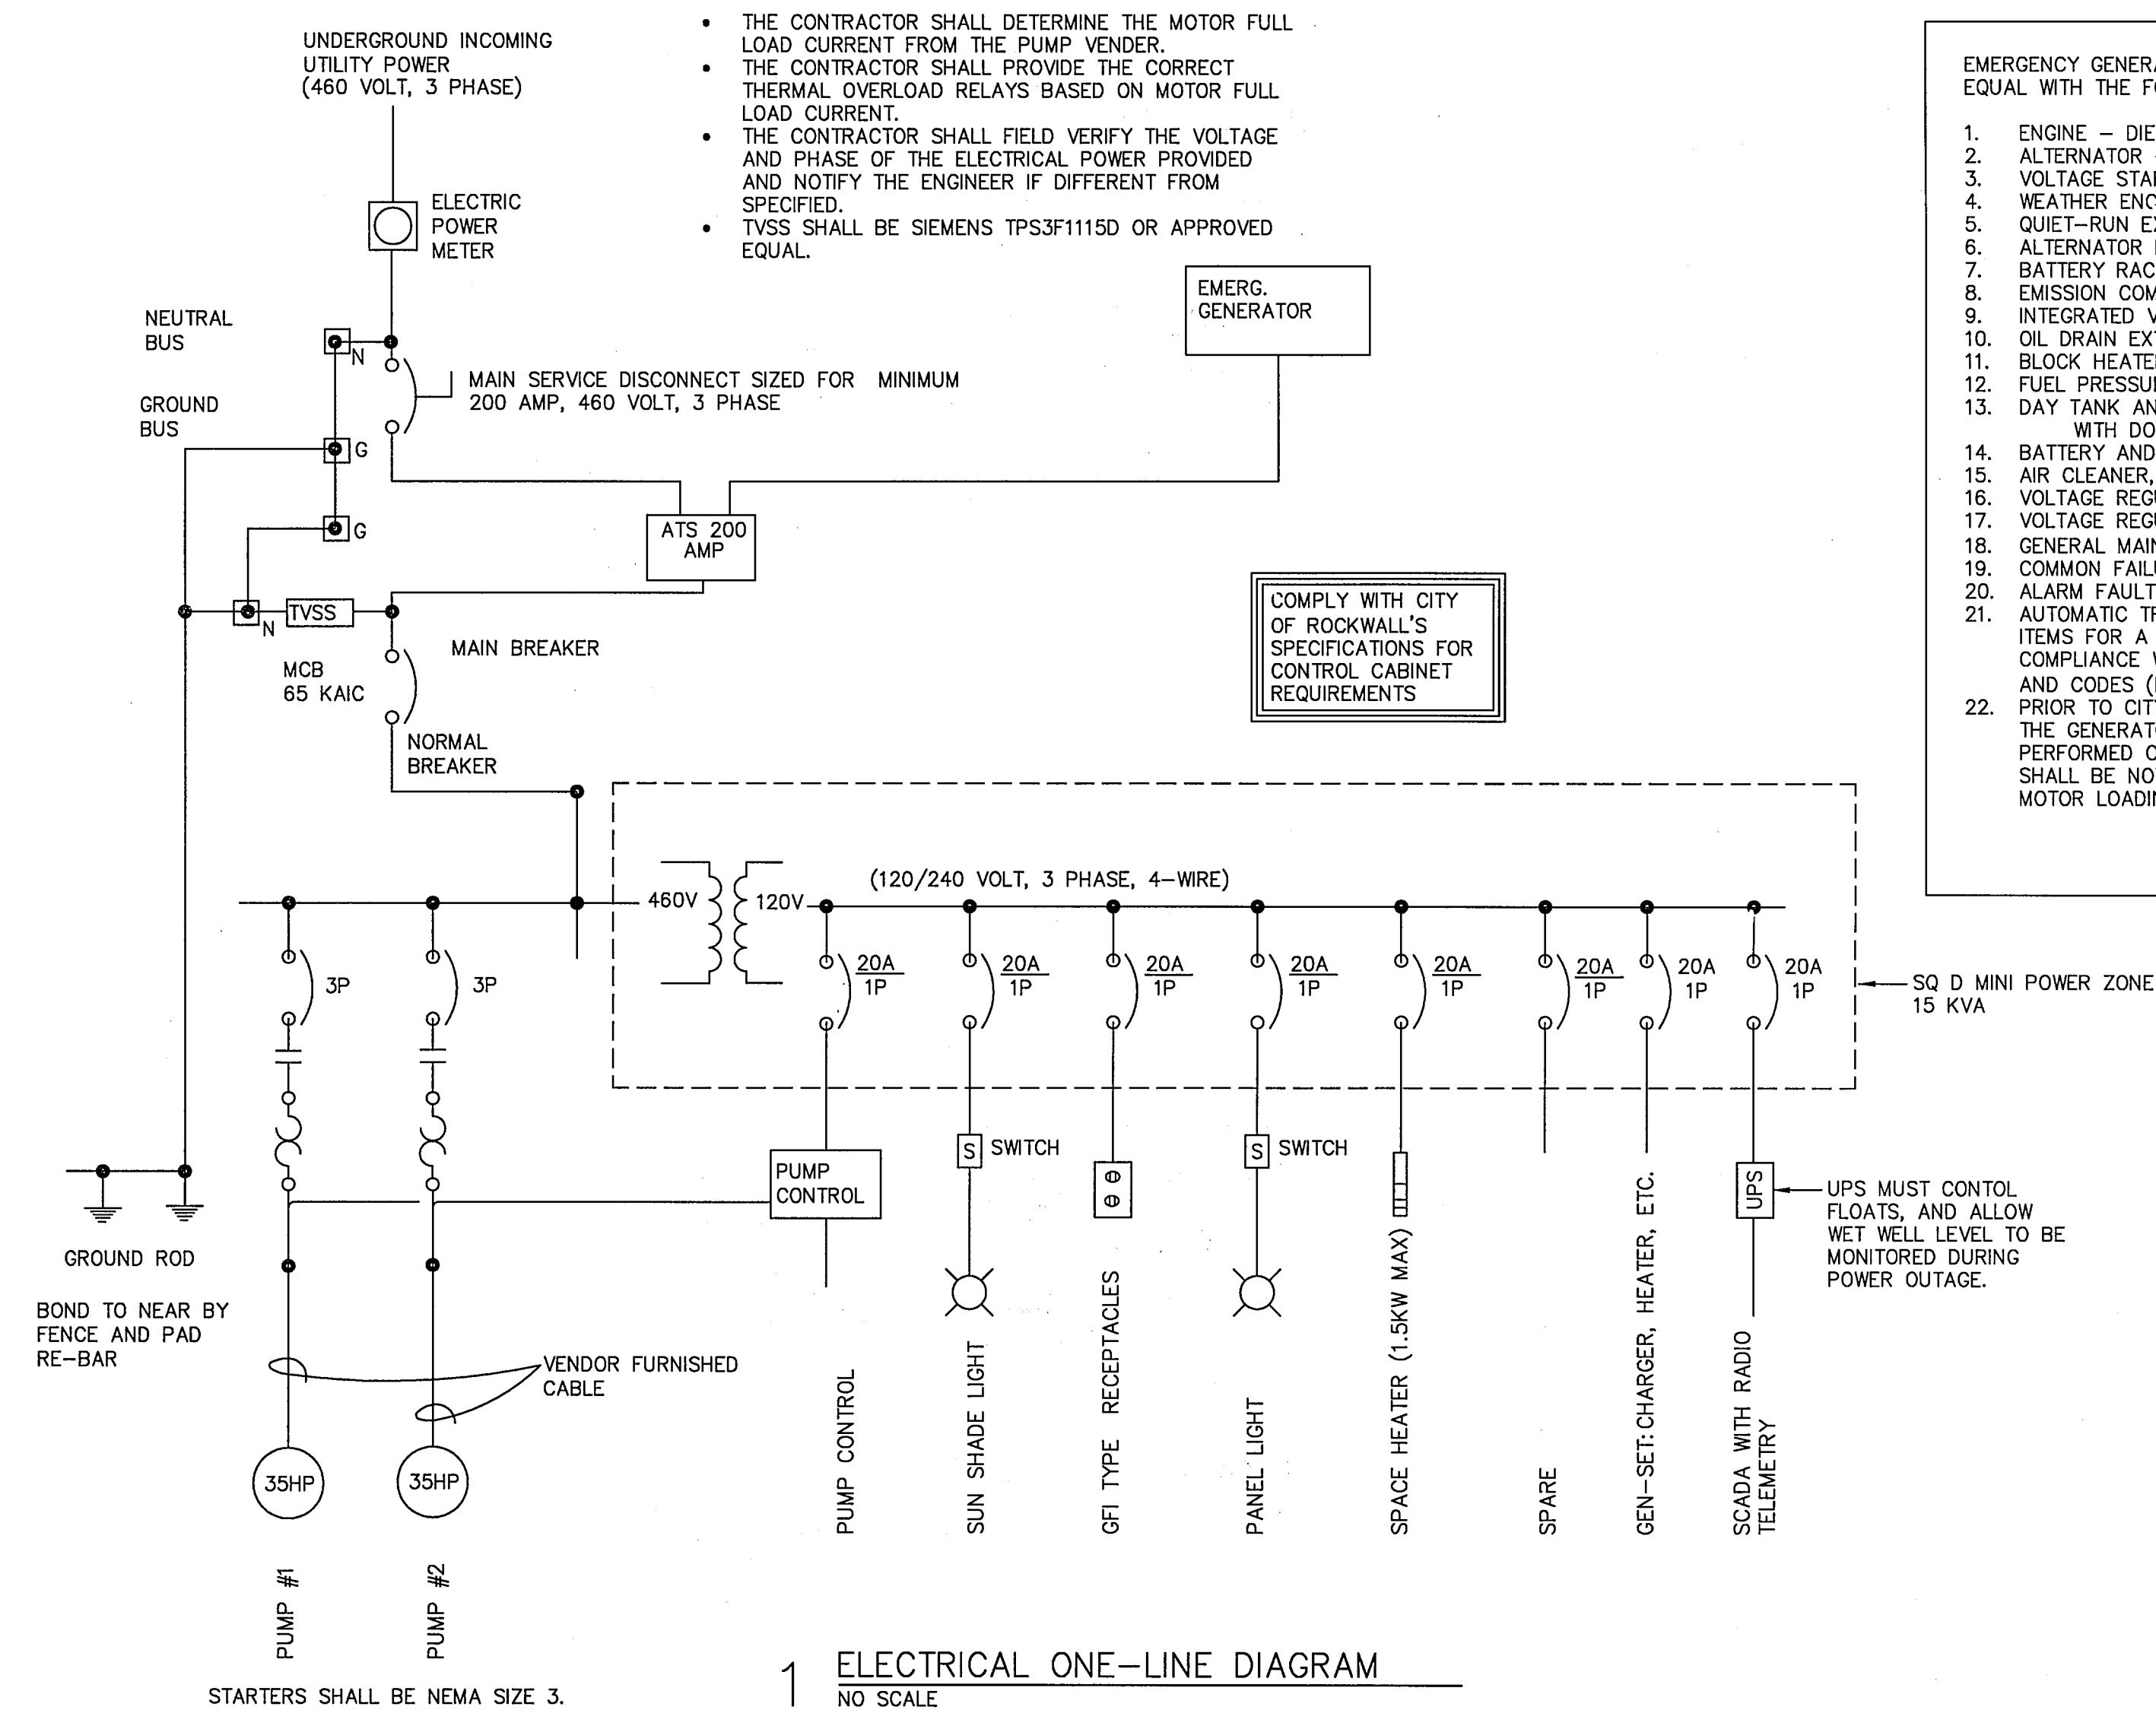 UNDERGROUND INCOMING
UTILITY POWER
(460 VOLT, 3 PHASE)
• THE CONTRACTOR SHALL DETERMINE THE MOTOR FULL
LOAD CURRENT FROM THE PUMP VENDER.
• THE CONTRACTOR SHALL PROVIDE THE CORRECT
THERMAL OVERLOAD RELAYS BASED ON MOTOR FULL
LOAD CURRENT.
• THE CONTRACTOR SHALL FIELD VERIFY THE VOLTAGE
AND PHASE OF THE ELECTRICAL POWER PROVIDED
AND NOTIFY THE ENGINEER IF DIFFERENT FROM
SPECIFIED.
• TVSS SHALL BE SIEMENS TPS3F1115D OR APPROVED
EQUAL.
ELECTRIC
POWER
METER
NEUTRAL
BUS
N
GROUND
BUS
G
G
MAIN SERVICE DISCONNECT SIZED FOR MINIMUM
200 AMP, 460 VOLT, 3 PHASE
EMERG.
GENERATOR
ATS 200
AMP
N
TVSS
MCB
65 KAIC
MAIN BREAKER
NORMAL
BREAKER
COMPLY WITH CITY
OF ROCKWALL'S
SPECIFICATIONS FOR
CONTROL CABINET
REQUIREMENTS
EMERGENCY GENERA
EQUAL WITH THE FO
1. ENGINE – DIE
2. ALTERNATOR
3. VOLTAGE STA
4. WEATHER ENC
5. QUIET–RUN E
6. ALTERNATOR
7. BATTERY RAC
8. EMISSION COM
9. INTEGRATED V
10. OIL DRAIN EX
11. BLOCK HEATE
12. FUEL PRESSU
13. DAY TANK AN
WITH DO
14. BATTERY AND
15. AIR CLEANER,
16. VOLTAGE REG
17. VOLTAGE REG
18. GENERAL MAIN
19. COMMON FAIL
20. ALARM FAULT
21. AUTOMATIC TR
ITEMS FOR A
COMPLIANCE
AND CODES (
22. PRIOR TO CIT
THE GENERAT
PERFORMED O
SHALL BE NO
MOTOR LOADI
460V
120V
(120/240 VOLT, 3 PHASE, 4–WIRE)
3P
3P
20A
1P
20A
1P
20A
1P
20A
1P
20A
1P
20A
1P
20A
1P
20A
1P
SQ D MINI POWER ZONE
15 KVA
PUMP
CONTROL
S SWITCH
S SWITCH
UPS
UPS MUST CONTOL
FLOATS, AND ALLOW
WET WELL LEVEL TO BE
MONITORED DURING
POWER OUTAGE.
GROUND ROD
BOND TO NEAR BY
FENCE AND PAD
RE–BAR
VENDOR FURNISHED
CABLE
35HP
35HP
PUMP #1
PUMP #2
PUMP CONTROL
SUN SHADE LIGHT
GFI TYPE RECEPTACLES
PANEL LIGHT
SPACE HEATER (1.5KW MAX)
SPARE
GEN–SET: CHARGER, HEATER, ETC.
SCADA WITH RADIO
TELEMETRY
STARTERS SHALL BE NEMA SIZE 3.
1 ELECTRICAL ONE–LINE DIAGRAM
NO SCALE